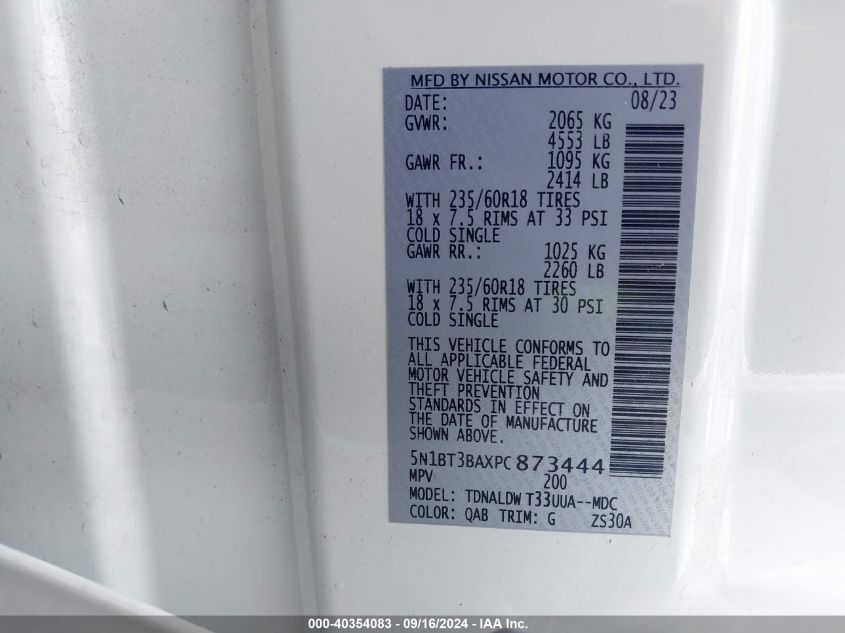 MFD BY NISSAN MOTOR CO., LTD.
DATE: 08/23
GVWR: 2065 KG
4553 LB
GAWR FR.: 1095 KG
2414 LB
WITH 235/60R18 TIRES
18 x 7.5 RIMS AT 33 PSI
COLD SINGLE
GAWR RR.: 1025 KG
2260 LB
WITH 235/60R18 TIRES
18 x 7.5 RIMS AT 30 PSI
COLD SINGLE
THIS VEHICLE CONFORMS TO
ALL APPLICABLE FEDERAL
MOTOR VEHICLE SAFETY AND
THEFT PREVENTION
STANDARDS IN EFFECT ON
THE DATE OF MANUFACTURE
SHOWN ABOVE.
5N1BT3BAXPC873444
MPV 200
MODEL: TDNALDW T33UUA--MDC
COLOR: QAB TRIM: G ZS30A
000-40354083 - 09/16/2024 - IAA Inc.